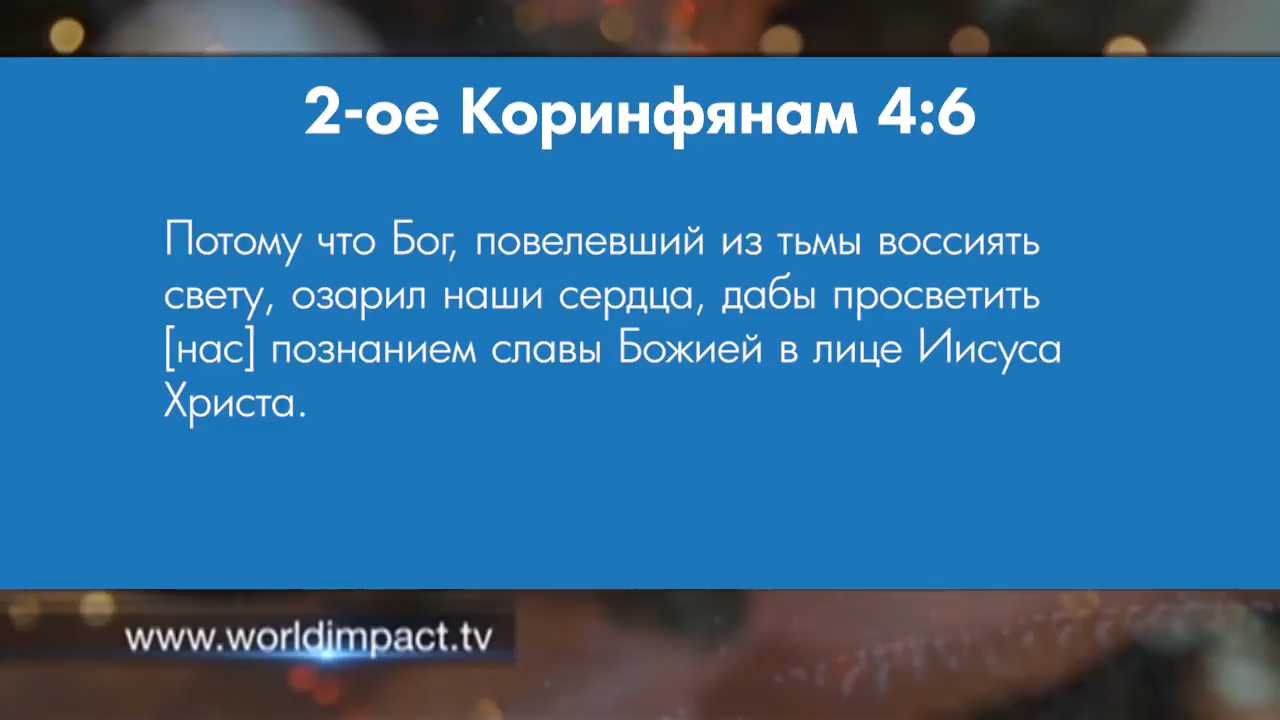 2-ое Коринфянам 4:6
Потому что Бог, повелевший из тьмы воссиять
свету, озарил наши сердца, дабы просветить
[нас] познанием славы Божией в лице Иисуса
Христа.
www.worldimpact.tv